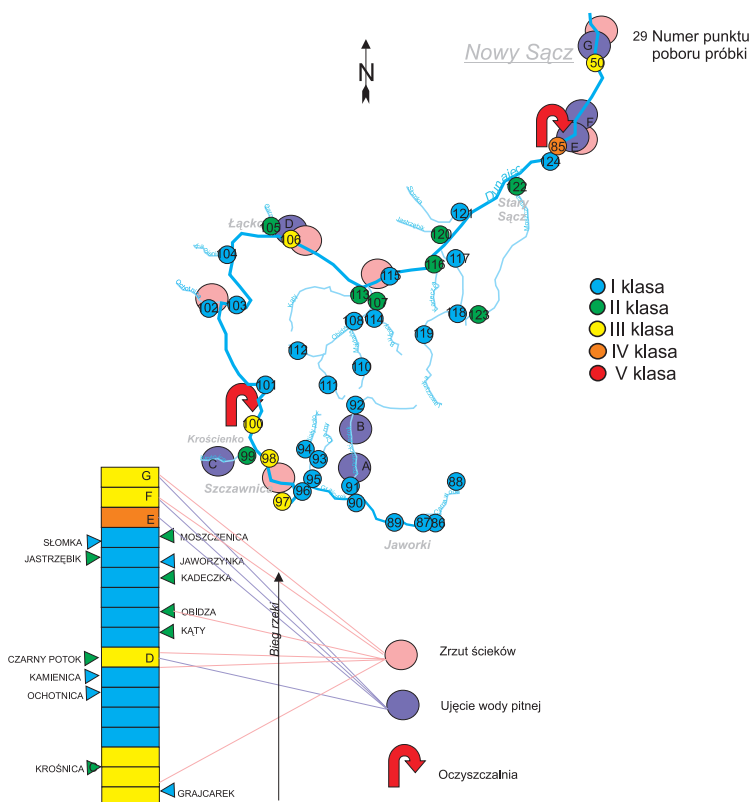 Nowy Sącz
29 Numer punktu
poboru próbki
N
G
50
F
E
85
124
Dunajec
122
Stary
Sącz
121
120
116
117
Łącko
105
D
106
104
115
113
107
102
103
108
114
118
123
119
112
110
111
101
92
100
B
Krościenko
99
C
98
94
93
A
Szczawnica
95
91
88
97
96
90
89
87
86
Jaworki
I klasa
II klasa
III klasa
IV klasa
V klasa
G
F
E
SŁOMKA
MOSZCZENICA
JASTRZĘBIK
JAWORZYNKA
KADECZKA
OBIDZA
KĄTY
CZARNY POTOK
D
KAMIENICA
OCHOTNICA
KROŚNICA
C
GRAJCAREK
Bieg rzeki
Zrzut ścieków
Ujęcie wody pitnej
Oczyszczalnia